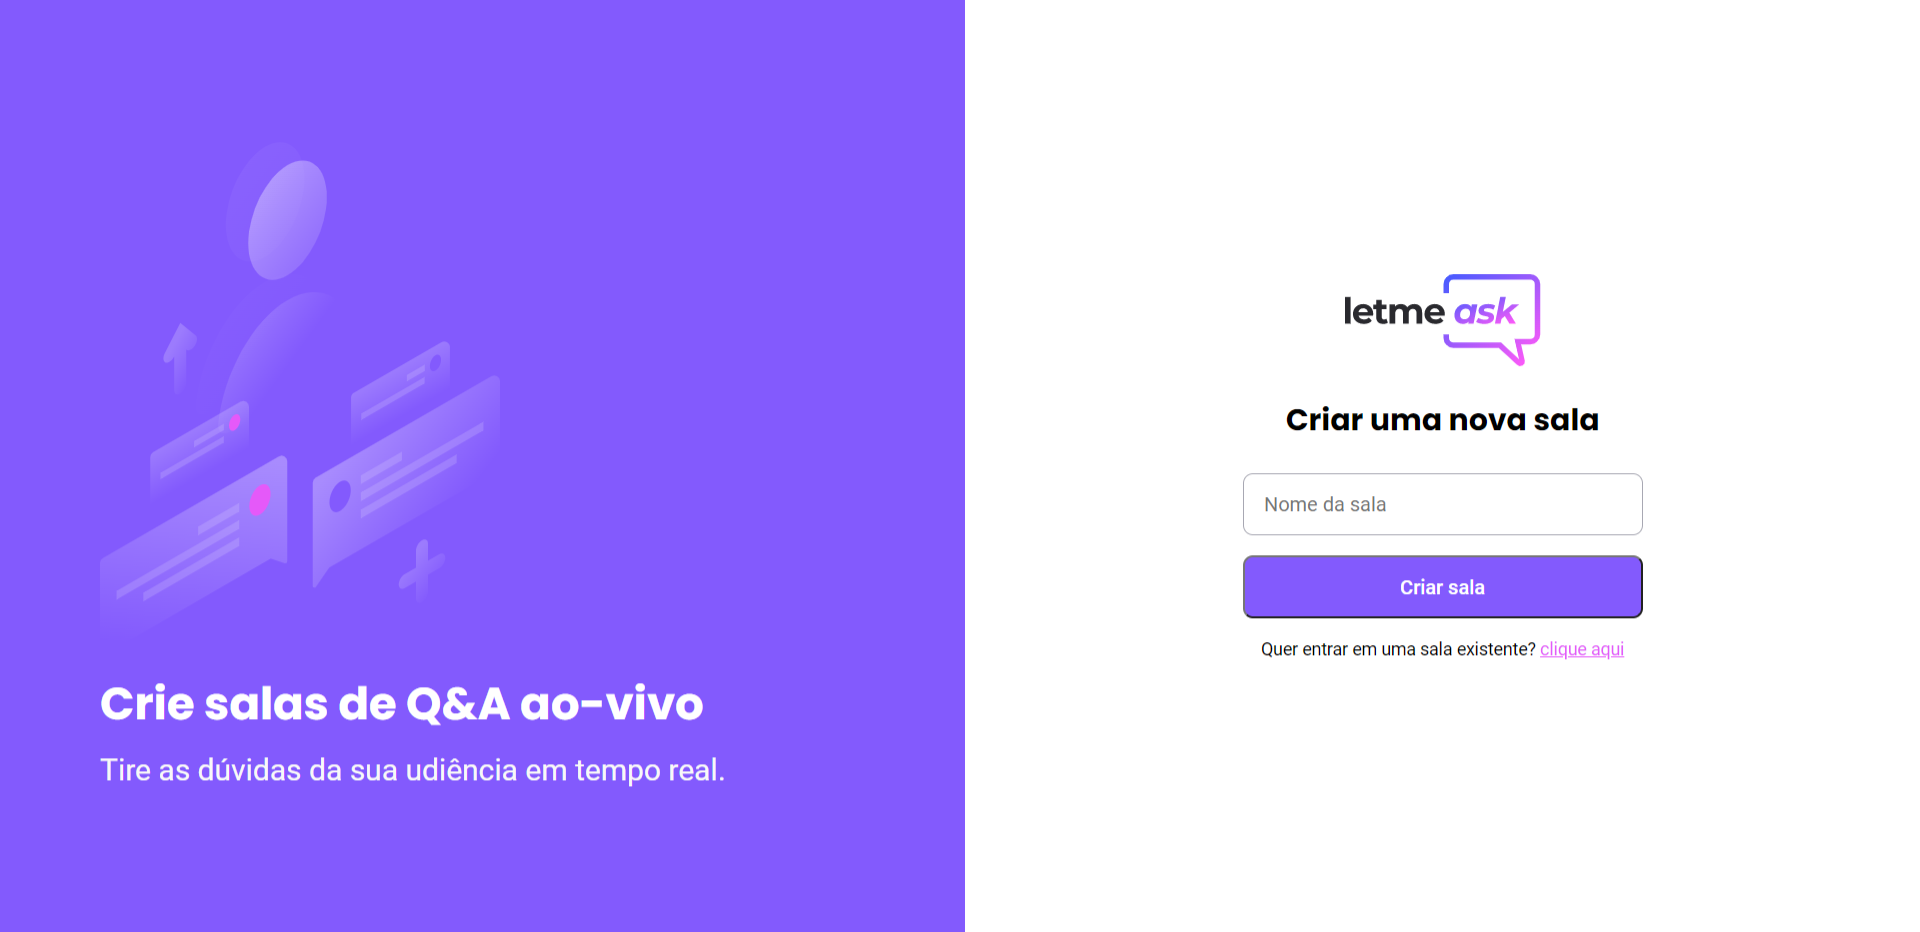 Crie salas de Q&A ao-vivo
Tire as dúvidas da sua udiência em tempo real.
letme ask
Criar uma nova sala
Nome da sala
Criar sala
Quer entrar em uma sala existente? clique aqui